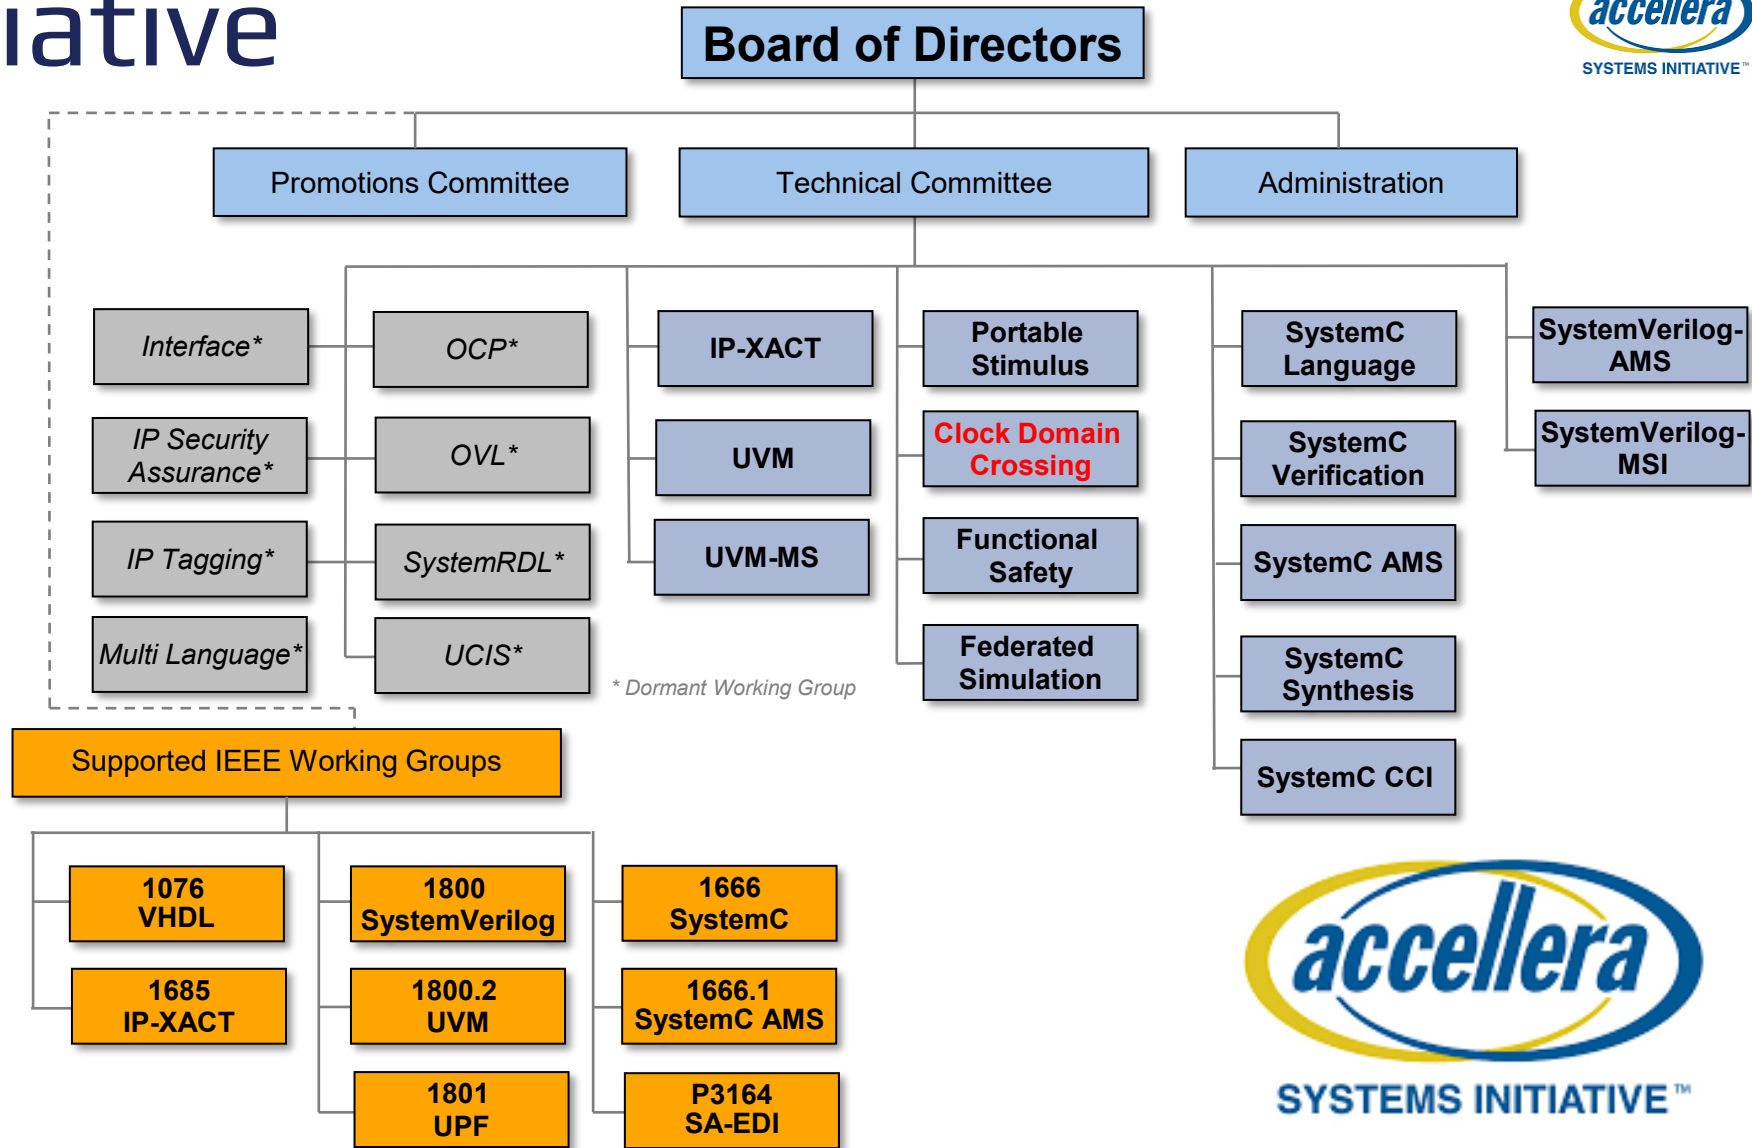 iative
Board of Directors
accellera
SYSTEMS INITIATIVE™
Promotions Committee
Technical Committee
Administration
Interface*
OCP*
IP-XACT
Portable
Stimulus
SystemC
Language
SystemVerilog-
AMS
IP Security
Assurance*
OVL*
UVM
Clock Domain
Crossing
SystemC
Verification
SystemVerilog-
MSI
IP Tagging*
SystemRDL*
UVM-MS
Functional
Safety
SystemC AMS
Multi Language*
UCIS*
* Dormant Working Group
Federated
Simulation
SystemC
Synthesis
SystemC CCI
Supported IEEE Working Groups
1076
VHDL
1800
SystemVerilog
1666
SystemC
1685
IP-XACT
1800.2
UVM
1666.1
SystemC AMS
1801
UPF
P3164
SA-EDI
accellera
SYSTEMS INITIATIVE™